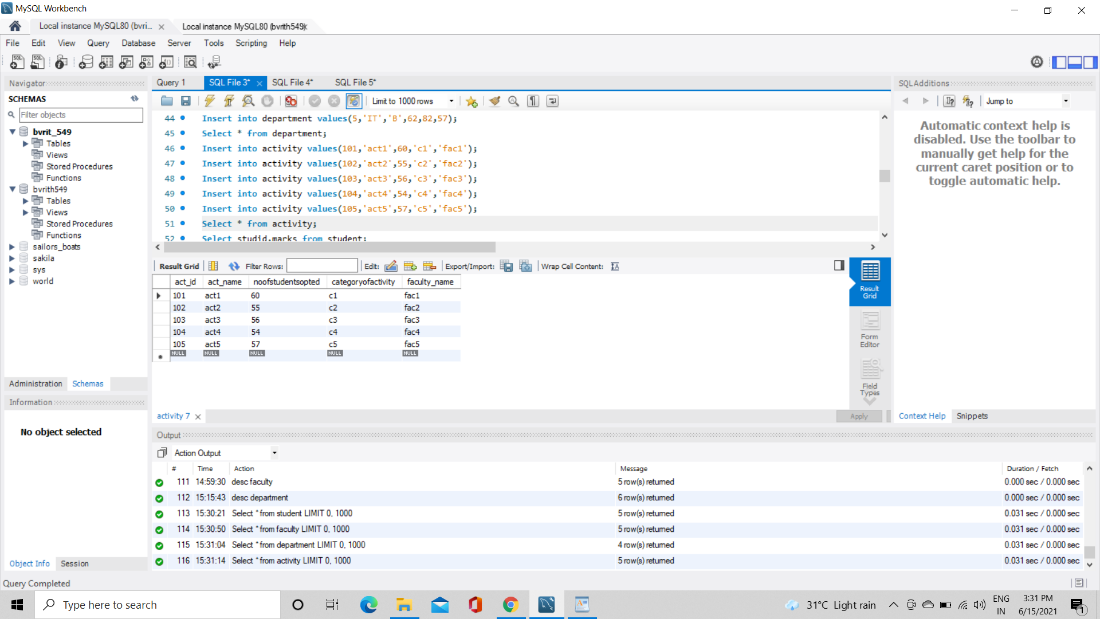 MySQL Workbench
Local instance MySQL80 (bvri... ×
Local instance MySQL80 (bvrith549) ×
File Edit View Query Database Server Tools Scripting Help
Navigator
SCHEMAS
Filter objects
bvrit_549
Tables
Views
Stored Procedures
Functions
bvrith549
Tables
Views
Stored Procedures
Functions
sailors_boats
sakila
sys
world
Administration Schemas
Information
No object selected
Object Info Session
Query 1 SQL File 3* × SQL File 4* SQL File 5*
Limit to 1000 rows
44 Insert into department values(5,'IT','B',62,82,57);
45 Select * from department;
46 Insert into activity values(101,'act1',60,'c1','fac1');
47 Insert into activity values(102,'act2',55,'c2','fac2');
48 Insert into activity values(103,'act3',56,'c3','fac3');
49 Insert into activity values(104,'act4',54,'c4','fac4');
50 Insert into activity values(105,'act5',57,'c5','fac5');
51 Select * from activity;
52 Select studid,marks from student;
Result Grid Filter Rows: Edit: Export/Import: Wrap Cell Content:
act_id act_name noofstudentsopted categoryofactivity faculty_name
101 act1 60 c1 fac1
102 act2 55 c2 fac2
103 act3 56 c3 fac3
104 act4 54 c4 fac4
105 act5 57 c5 fac5
NULL NULL NULL NULL NULL
Result Grid
Form Editor
Field Types
activity 7 ×
Apply
SQLAdditions
Jump to
Automatic context help is
disabled. Use the toolbar to
manually get help for the
current caret position or to
toggle automatic help.
Context Help Snippets
Output
Action Output
# Time Action Message Duration / Fetch
111 14:59:30 desc faculty 5 row(s) returned 0.000 sec / 0.000 sec
112 15:15:43 desc department 6 row(s) returned 0.000 sec / 0.000 sec
113 15:30:21 Select * from student LIMIT 0, 1000 5 row(s) returned 0.031 sec / 0.000 sec
114 15:30:50 Select * from faculty LIMIT 0, 1000 5 row(s) returned 0.031 sec / 0.000 sec
115 15:31:04 Select * from department LIMIT 0, 1000 4 row(s) returned 0.031 sec / 0.000 sec
116 15:31:14 Select * from activity LIMIT 0, 1000 5 row(s) returned 0.031 sec / 0.000 sec
Query Completed
Type here to search
31°C Light rain
ENG
IN
3:31 PM
6/15/2021
1